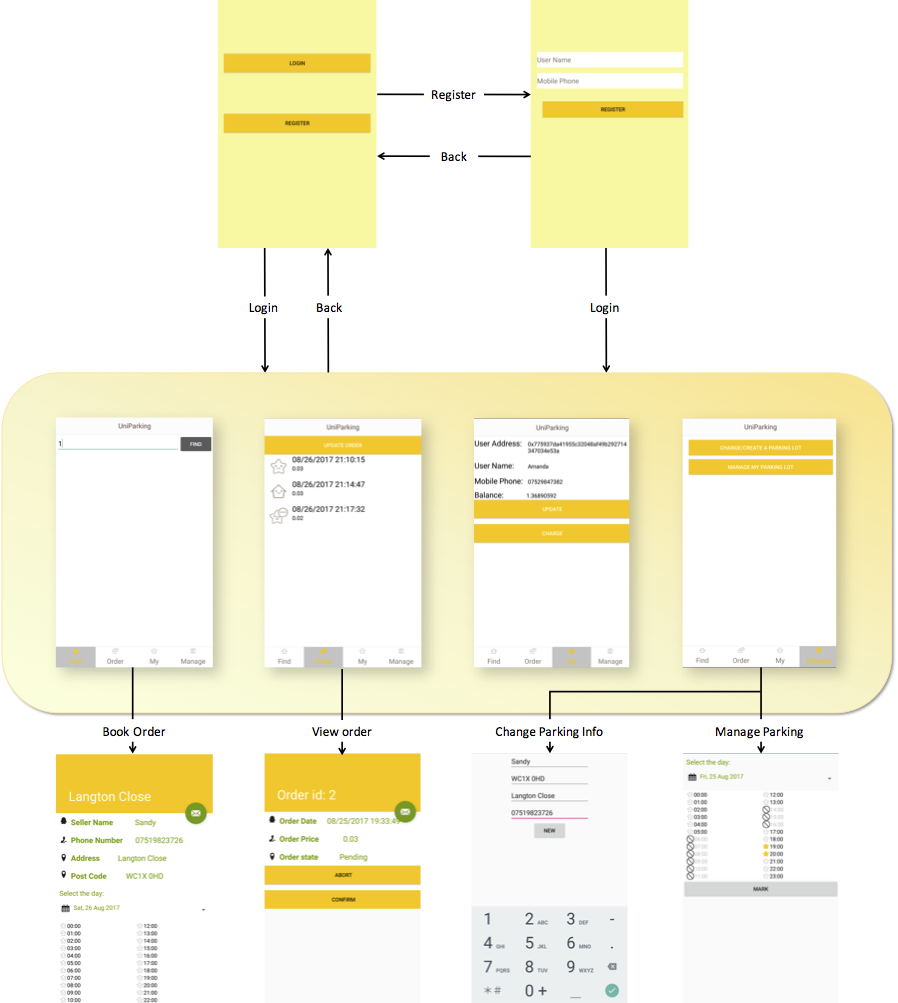 LOGIN
REGISTER
Register
Back
User Name
Mobile Phone
REGISTER
Login
Back
Login
UniParking
1
FIND
Order
My
Manage
UniParking
UPDATE ORDER
08/26/2017 21:10:15
0.03
08/26/2017 21:14:47
0.03
08/26/2017 21:17:32
0.02
Find
My
Manage
UniParking
User Address: 0x775937da41955c32048af49b292714
347034e53a
User Name: Amanda
Mobile Phone: 07529847382
Balance: 1.36890592
UPDATE
CHARGE
Find
Order
Manage
UniParking
CHANGE/CREATE A PARKING LOT
MANAGE MY PARKING LOT
Find
Order
My
Book Order
View order
Change Parking Info
Manage Parking
Langton Close
Seller Name Sandy
Phone Number 07519823726
Address Langton Close
Post Code WC1X 0HD
Select the day:
Sat, 26 Aug 2017
00:00 12:00
01:00 13:00
02:00 14:00
03:00 15:00
04:00 16:00
05:00 17:00
06:00 18:00
07:00 19:00
08:00 20:00
09:00 21:00
10:00 22:00
Order id: 2
Order Date 08/25/2017 19:33:49
Order Price 0.03
Order state Pending
ABORT
CONFIRM
Sandy
WC1X 0HD
Langton Close
07519823726
NEW
1 2 ABC 3 DEF -
4 GHI 5 JKL 6 MNO .
7 PQRS 8 TUV 9 WXYZ
*# 0 + _
Select the day:
Fri, 25 Aug 2017
00:00 12:00
01:00 13:00
02:00 14:00
03:00 15:00
04:00 16:00
05:00 17:00
06:00 18:00
07:00 19:00
08:00 20:00
09:00 21:00
10:00 22:00
11:00 23:00
MARK